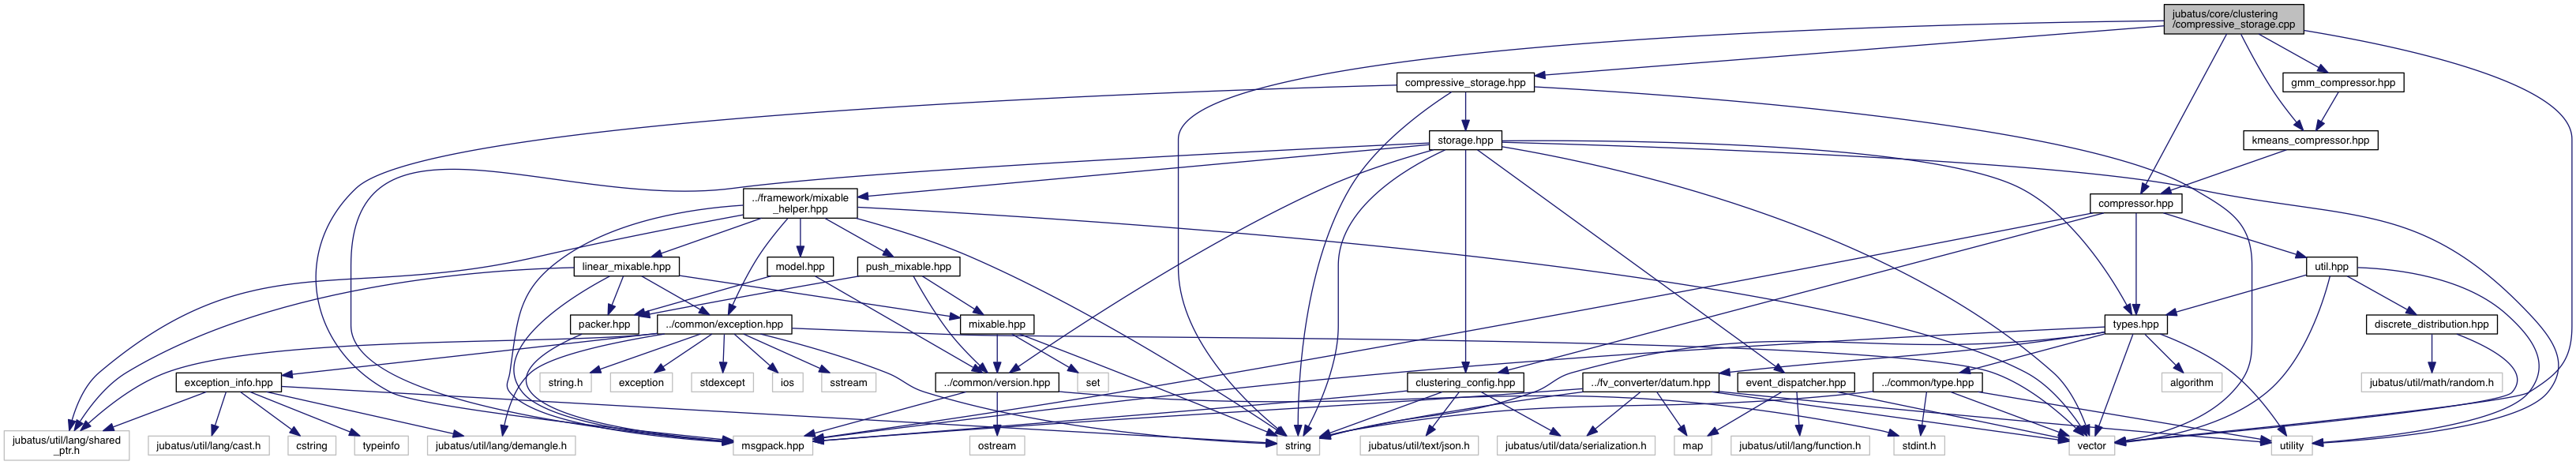 jubatus/core/clustering
/compressive_storage.cpp
compressive_storage.hpp
gmm_compressor.hpp
storage.hpp
kmeans_compressor.hpp
../framework/mixable
_helper.hpp
compressor.hpp
linear_mixable.hpp
model.hpp
push_mixable.hpp
util.hpp
packer.hpp
../common/exception.hpp
mixable.hpp
types.hpp
discrete_distribution.hpp
exception_info.hpp
string.h
exception
stdexcept
ios
sstream
../common/version.hpp
set
clustering_config.hpp
../fv_converter/datum.hpp
event_dispatcher.hpp
../common/type.hpp
algorithm
jubatus/util/math/random.h
jubatus/util/lang/shared
_ptr.h
jubatus/util/lang/cast.h
cstring
typeinfo
jubatus/util/lang/demangle.h
msgpack.hpp
ostream
string
jubatus/util/text/json.h
jubatus/util/data/serialization.h
map
jubatus/util/lang/function.h
stdint.h
vector
utility